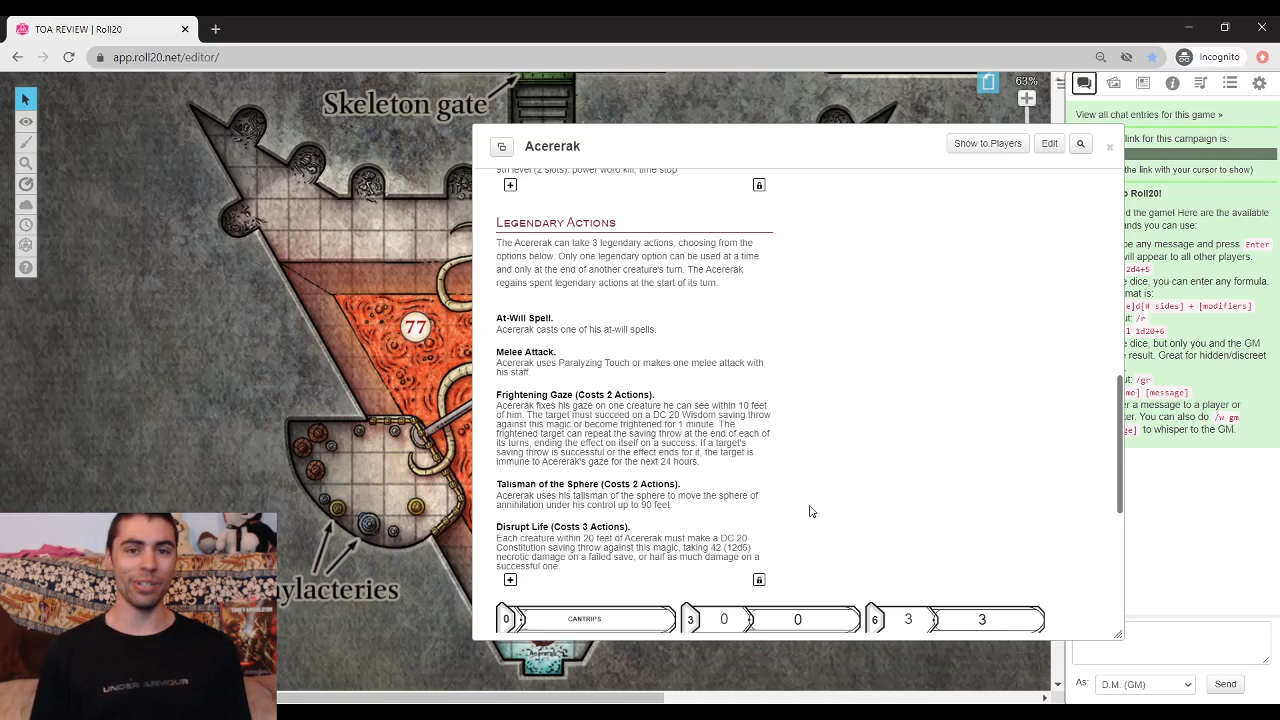 TOA REVIEW | Roll20
app.roll20.net/editor/
Incognito
Skeleton gate
63%
77
ylacteries
Acererak
Show to Players
Edit
9th level (2 slots): power word kill, time stop
LEGENDARY ACTIONS
The Acererak can take 3 legendary actions, choosing from the
options below. Only one legendary option can be used at a time
and only at the end of another creature's turn. The Acererak
regains spent legendary actions at the start of its turn.
At-Will Spell.
Acererak casts one of his at-will spells.
Melee Attack.
Acererak uses Paralyzing Touch or makes one melee attack with
his staff.
Frightening Gaze (Costs 2 Actions).
Acererak fixes his gaze on one creature he can see within 10 feet
of him. The target must succeed on a DC 20 Wisdom saving throw
against this magic or become frightened for 1 minute. The
frightened target can repeat the saving throw at the end of each of
its turns, ending the effect on itself on a success. If a target's
saving throw is successful or the effect ends for it, the target is
immune to Acererak's gaze for the next 24 hours.
Talisman of the Sphere (Costs 2 Actions).
Acererak uses his talisman of the sphere to move the sphere of
annihilation under his control up to 90 feet.
Disrupt Life (Costs 3 Actions).
Each creature within 20 feet of Acererak must make a DC 20
Constitution saving throw against this magic, taking 42 (12d6)
necrotic damage on a failed save, or half as much damage on a
successful one.
0 CANTRIPS 3 0 0 6 3 3
View all chat entries for this game »
link for this campaign is:
link with your cursor to show)
o Roll20!
d the game! Here are the available
and you can use:
pe any message and press Enter
will appear to all other players.
1d2d4+5
dice, you can enter any formula.
mat is:
e]d[# sides] + [modifiers]
: /r
l 1d20+6
dice, but only you and the GM
result. Great for hidden/discreet
/gr
] [message]
er a message to a player or
. You can also do /w gm
ge] to whisper to the GM.
As: D.M. (GM)
Send
UNDER ARMOUR